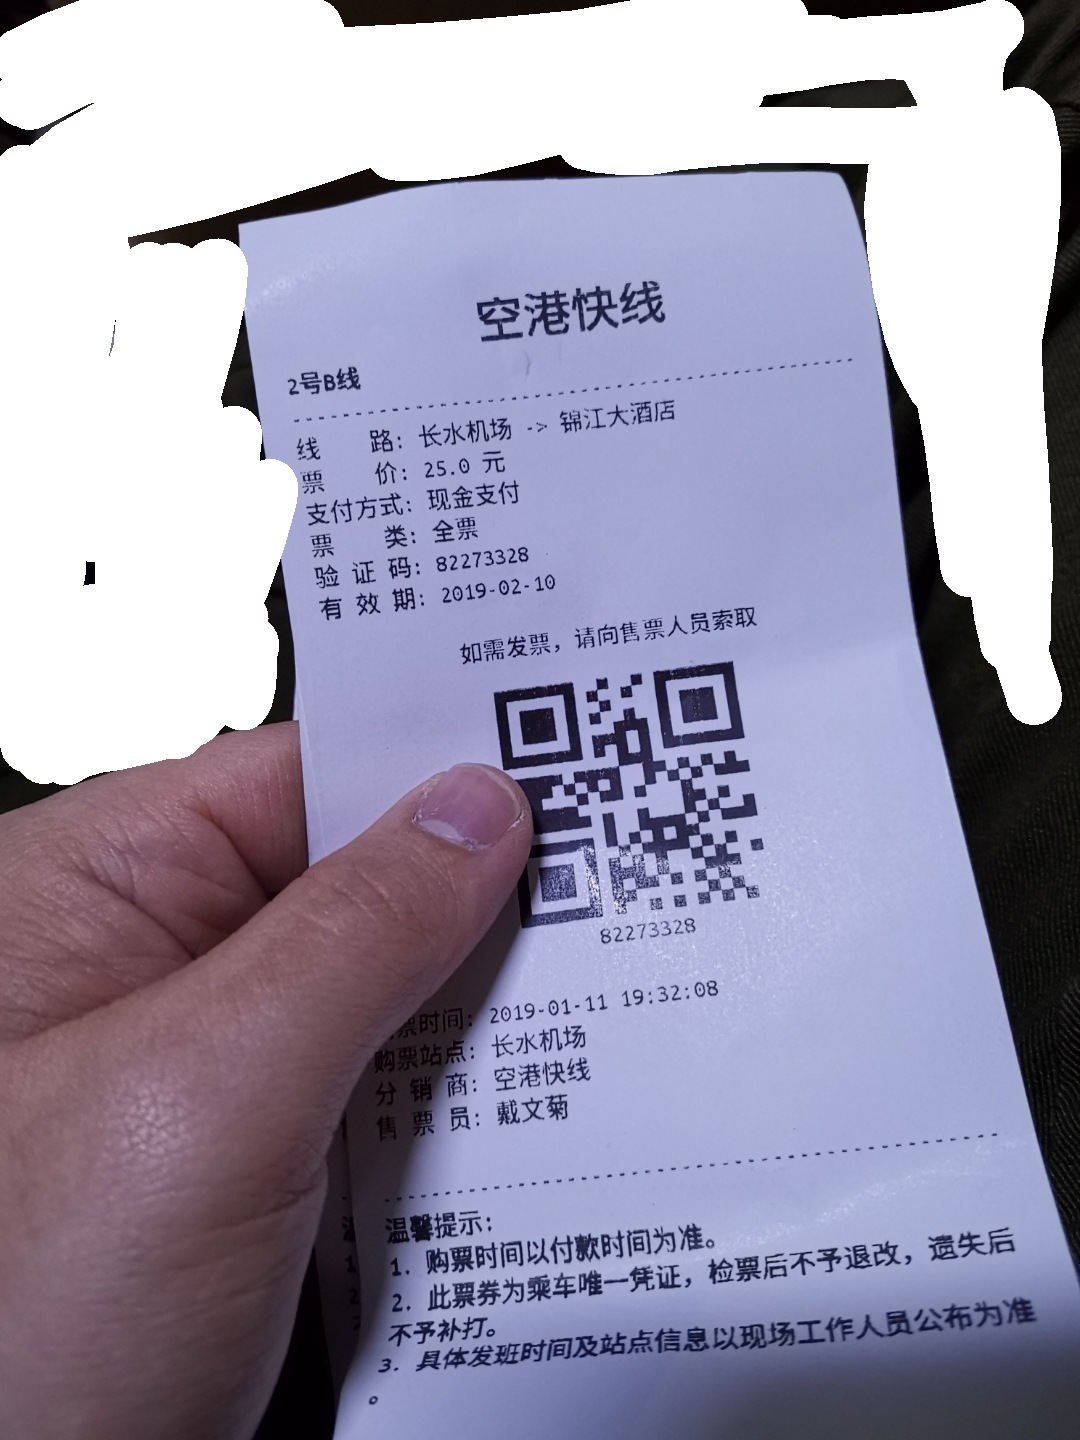 空港快线
2号B线
线 路: 长水机场 -> 锦江大酒店
票 价: 25.0 元
支付方式: 现金支付
票 类: 全票
验 证 码: 82273328
有 效 期: 2019-02-10
如需发票, 请向售票人员索取
82273328
票时间: 2019-01-11 19:32:08
购票站点: 长水机场
分 销 商: 空港快线
售 票 员: 戴文菊
温馨提示:
1. 购票时间以付款时间为准。
2. 此票券为乘车唯一凭证, 检票后不予退改, 遗失后
不予补打。
3. 具体发班时间及站点信息以现场工作人员公布为准
。